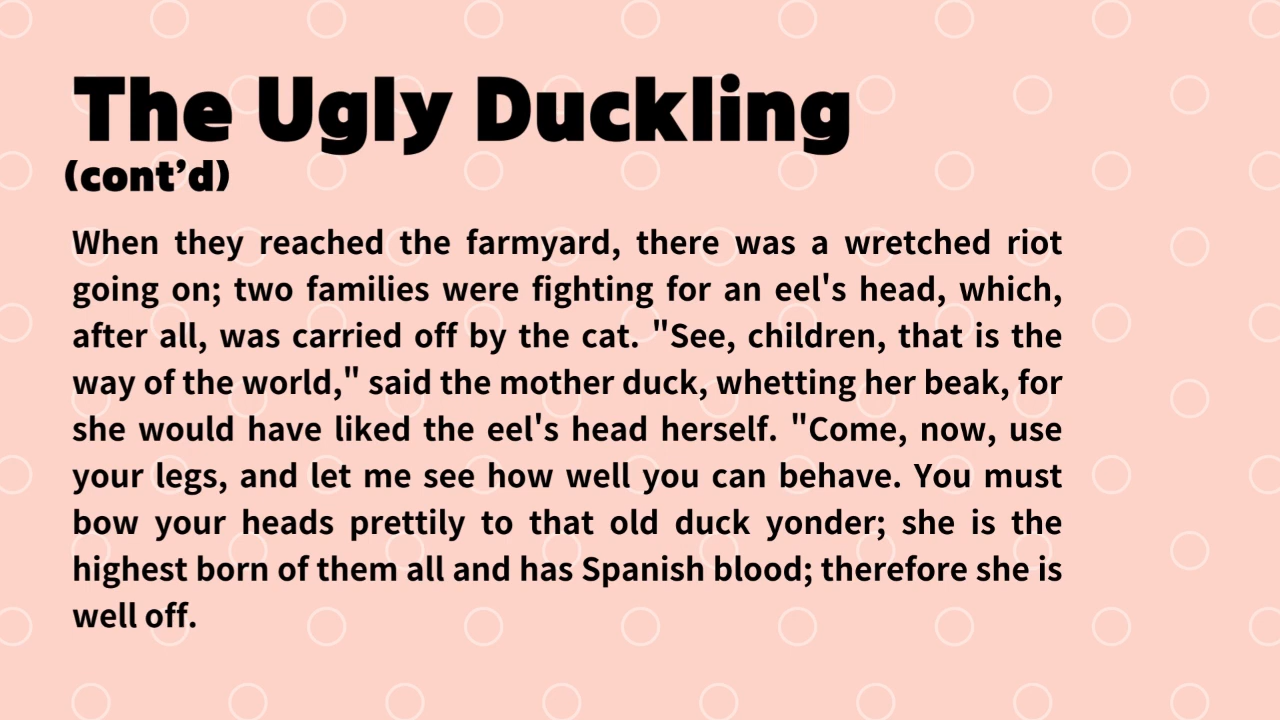 The Ugly Duckling
(cont’d)
When they reached the farmyard, there was a wretched riot
going on; two families were fighting for an eel's head, which,
after all, was carried off by the cat. "See, children, that is the
way of the world," said the mother duck, whetting her beak, for
she would have liked the eel's head herself. "Come, now, use
your legs, and let me see how well you can behave. You must
bow your heads prettily to that old duck yonder; she is the
highest born of them all and has Spanish blood; therefore she is
well off.